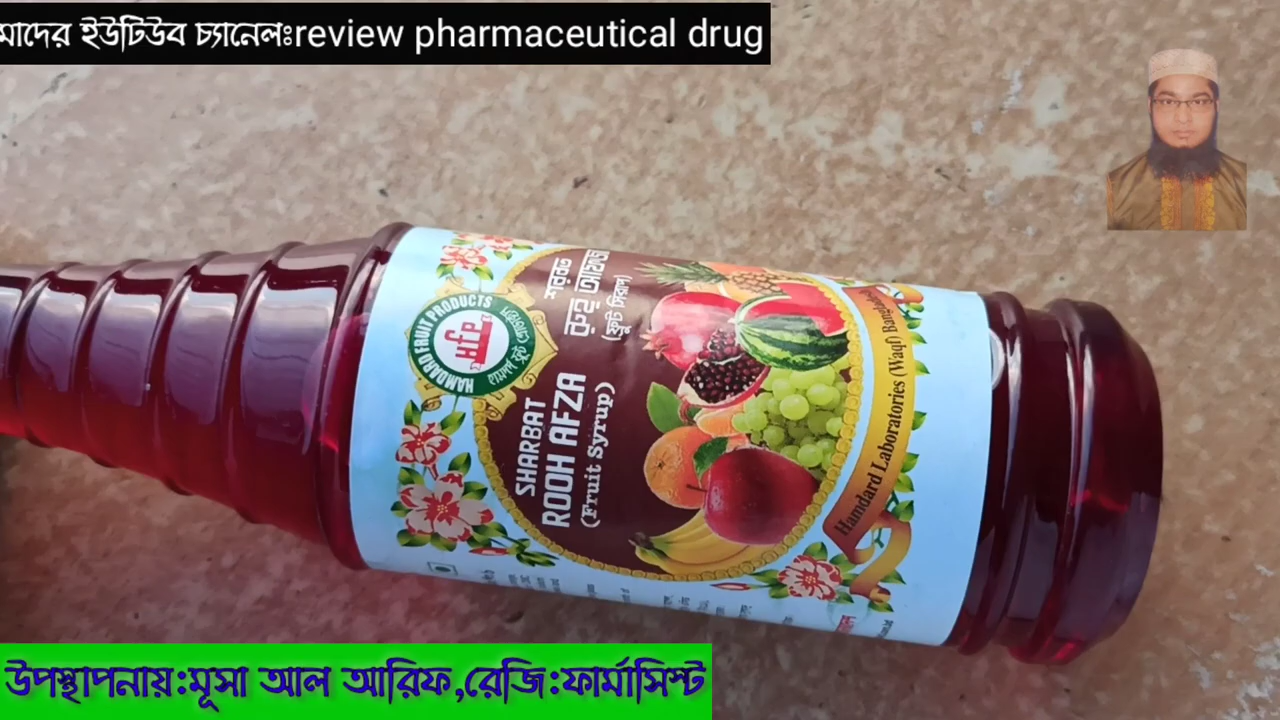 মাদের ইউটিউব চ্যানেলঃreview pharmaceutical drug
HAMDARD FRUIT PRODUCTS
HFP
শরবত
রুহ্ আফজা
(ফ্রুট সিরাপ)
SHARBAT
ROOH AFZA
(Fruit Syrup)
Hamdard Laboratories (Waqf) Bangladesh
উপস্থাপনায়:মূসা আল আরিফ,রেজি:ফার্মাসিস্ট